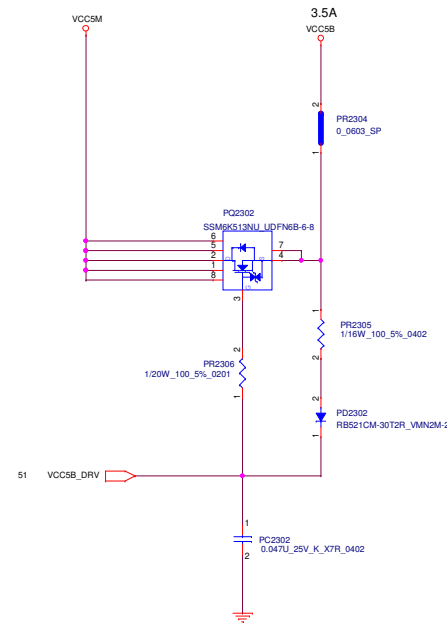 3.5A
VCC5M
VCC5B
2
PR2304
0_0603_SP
1
PQ2302
SSM6K513NU_UDFN6B-6-8
6
5
2
1
8
7
4
3
1
PR2305
1/16W_100_5%_0402
2
2
PR2306
1/20W_100_5%_0201
1
2
PD2302
RB521CM-30T2R_VMN2M-2
1
51 VCC5B_DRV
1
PC2302
0.047U_25V_K_X7R_0402
2